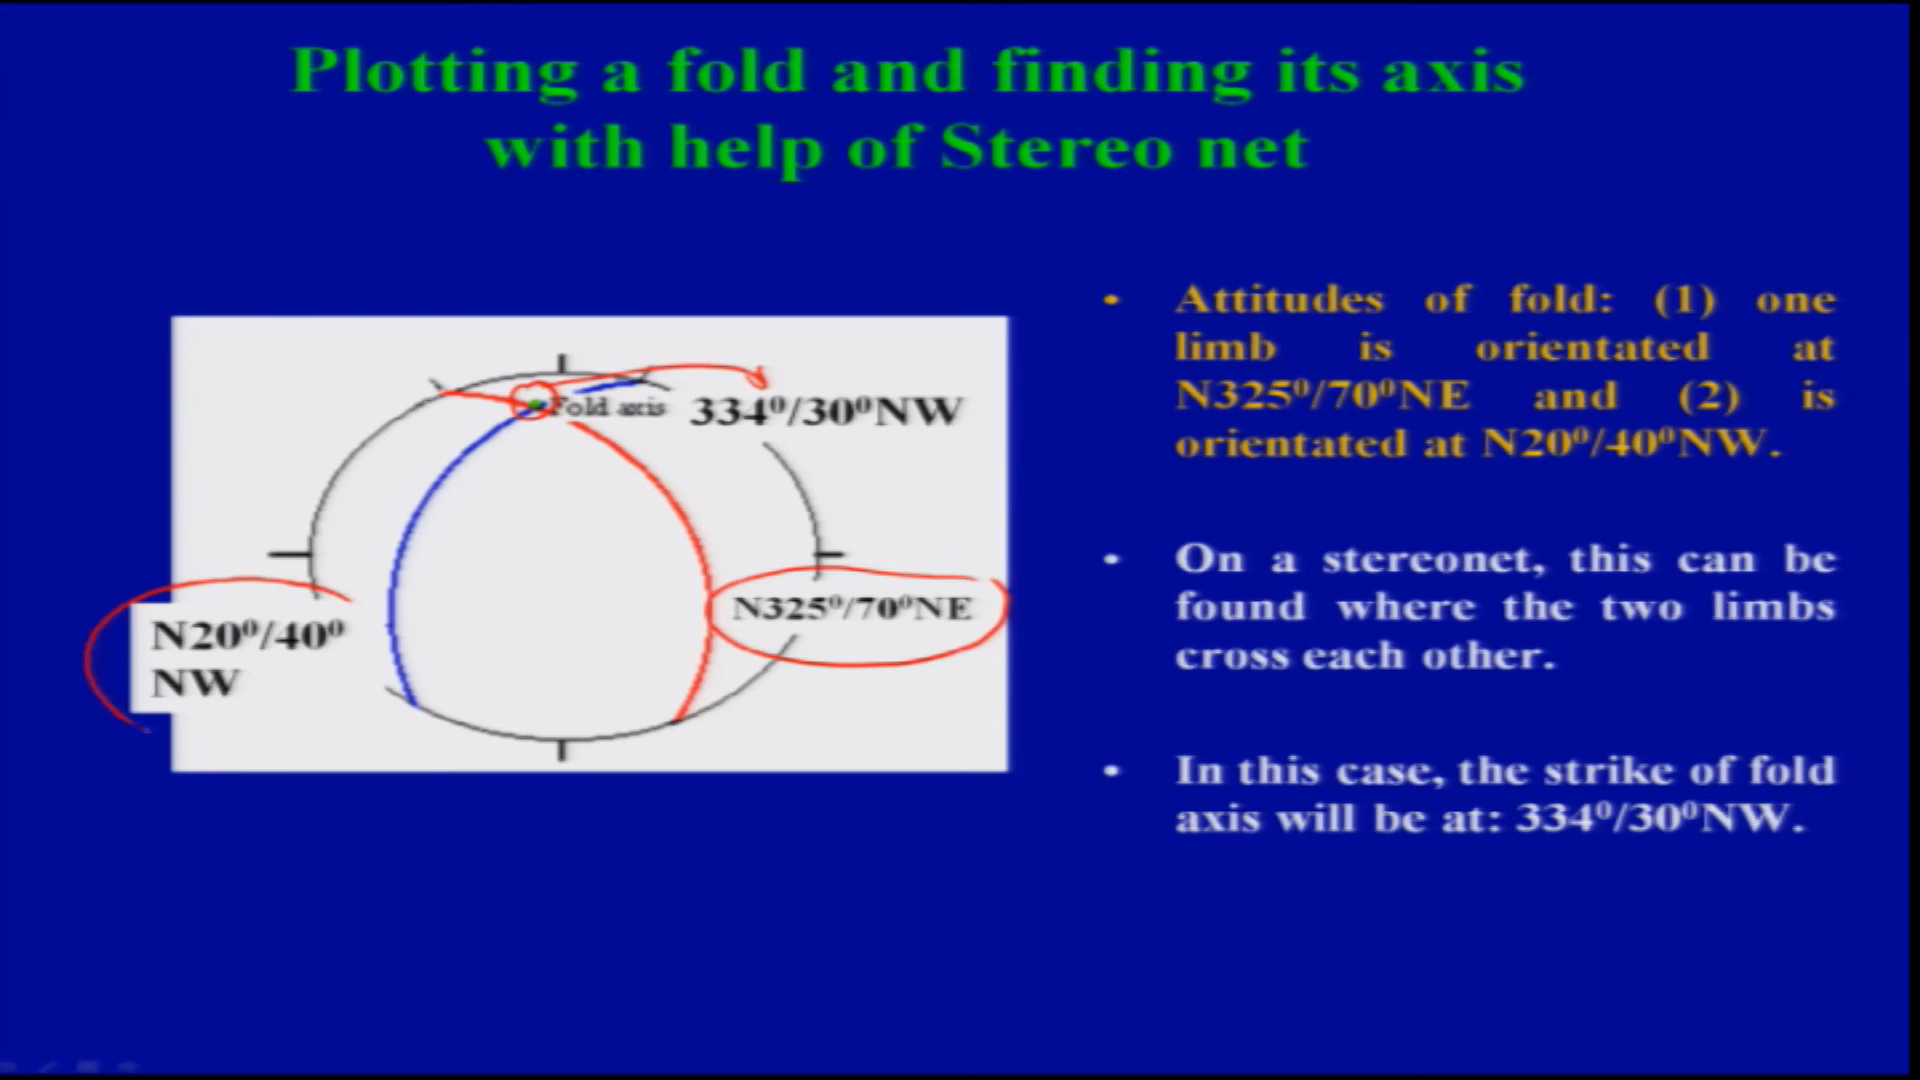 Plotting a fold and finding its axis
with help of Stereo net
Fold axis
334⁰/30⁰NW
N325⁰/70⁰NE
N20⁰/40⁰
NW
• Attitudes of fold: (1) one
limb is orientated at
N325⁰/70⁰NE and (2) is
orientated at N20⁰/40⁰NW.
• On a stereonet, this can be
found where the two limbs
cross each other.
• In this case, the strike of fold
axis will be at: 334⁰/30⁰NW.